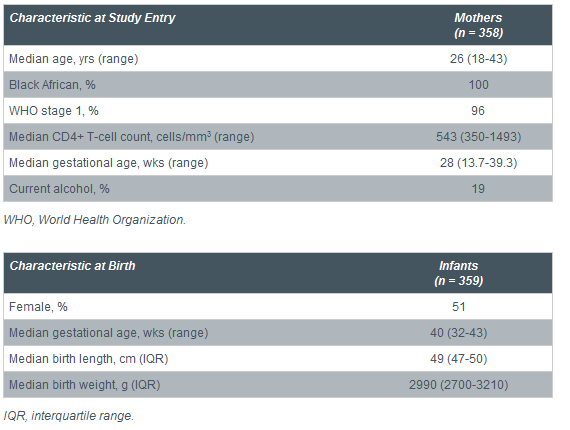 Characteristic at Study Entry Mothers
(n = 358)
Median age, yrs (range) 26 (18-43)
Black African, % 100
WHO stage 1, % 96
Median CD4+ T-cell count, cells/mm³ (range) 543 (350-1493)
Median gestational age, wks (range) 28 (13.7-39.3)
Current alcohol, % 19
WHO, World Health Organization.
Characteristic at Birth Infants
(n = 359)
Female, % 51
Median gestational age, wks (range) 40 (32-43)
Median birth length, cm (IQR) 49 (47-50)
Median birth weight, g (IQR) 2990 (2700-3210)
IQR, interquartile range.